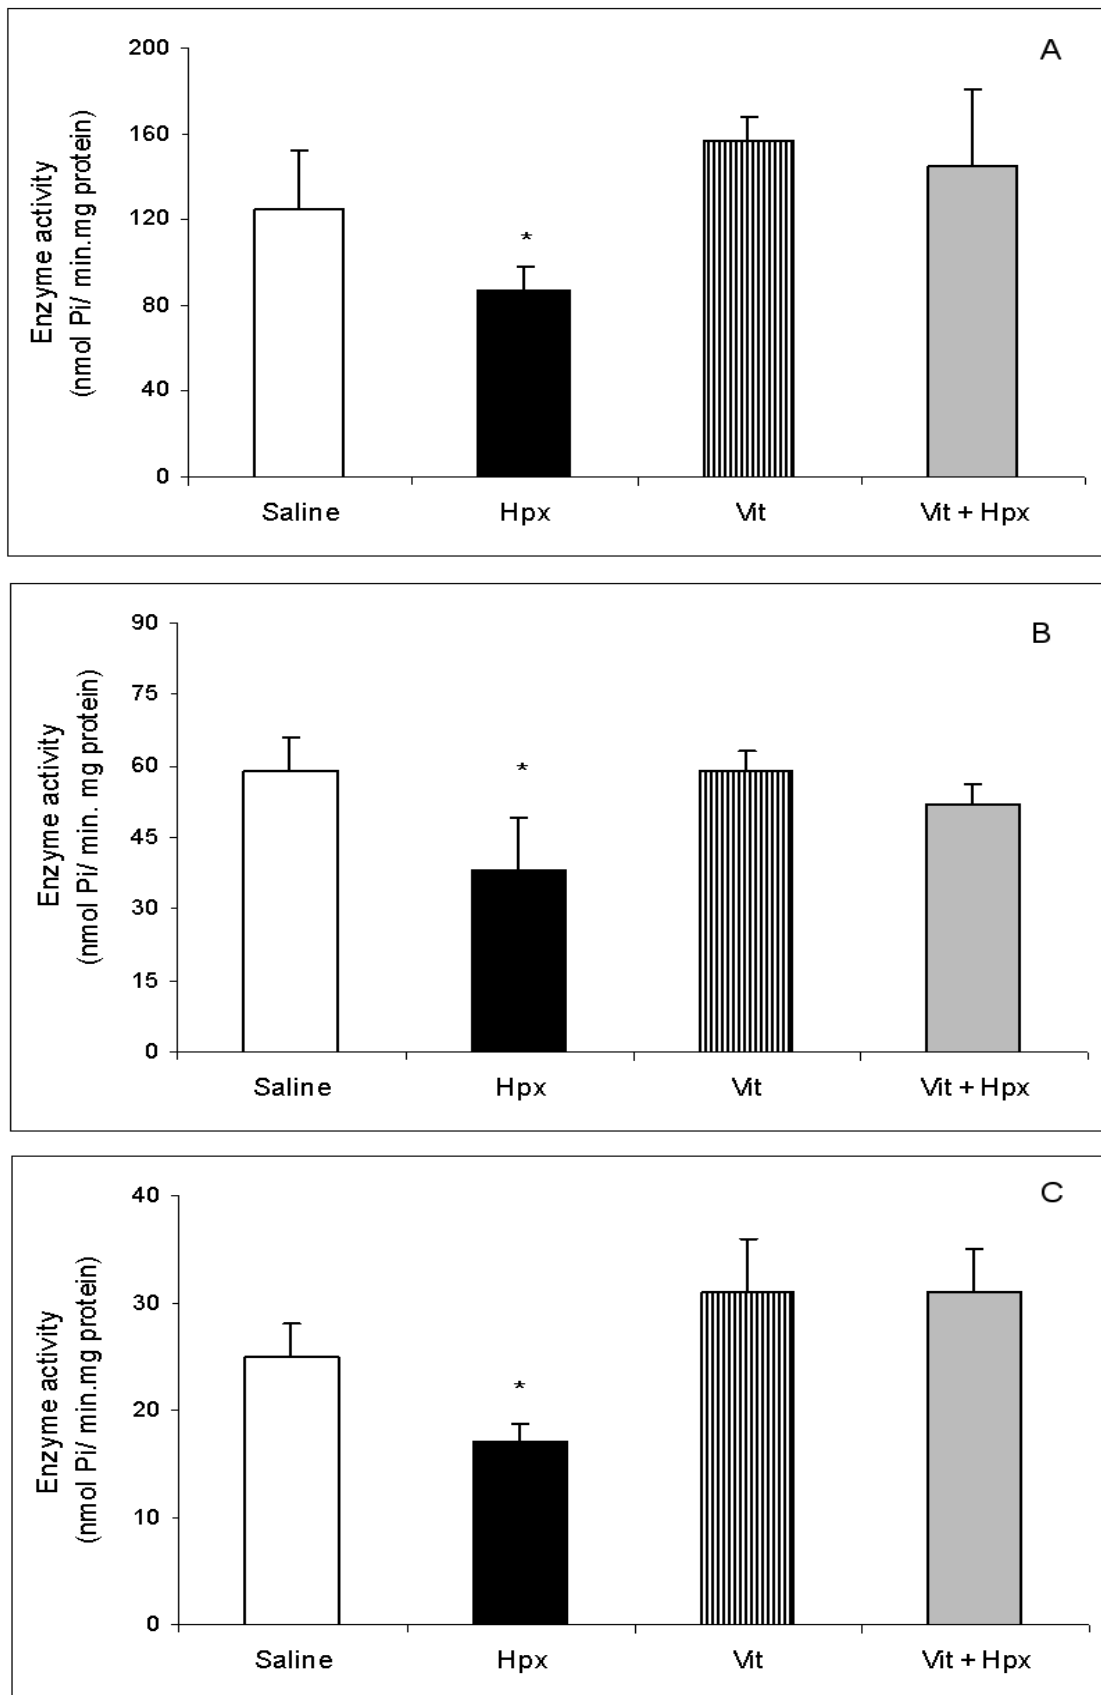 A
Enzyme activity
(nmol Pi/ min.mg protein)
200
160
120
80
40
0
*
Saline Hpx Vit Vit + Hpx
B
Enzyme activity
(nmol Pi/ min. mg protein)
90
75
60
45
30
15
0
*
Saline Hpx Vit Vit + Hpx
C
Enzyme activity
(nmol Pi/ min.mg protein)
40
30
20
10
0
*
Saline Hpx Vit Vit + Hpx